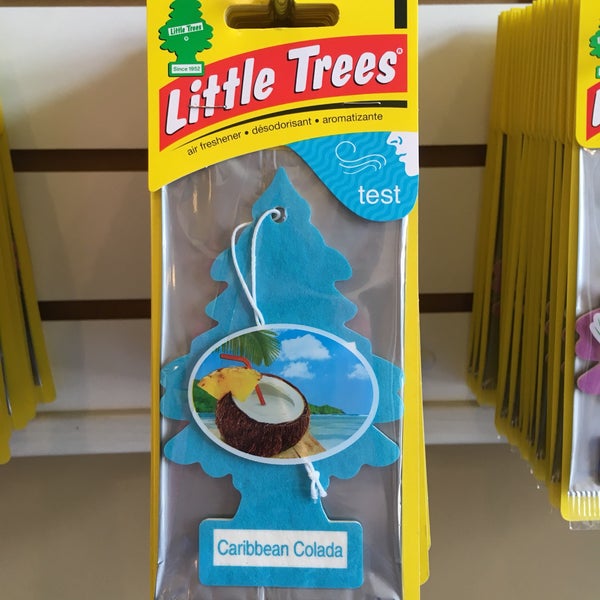 Little Trees
Since 1952
Little Trees®
air freshener • désodorisant • aromatizante
test
Caribbean Colada